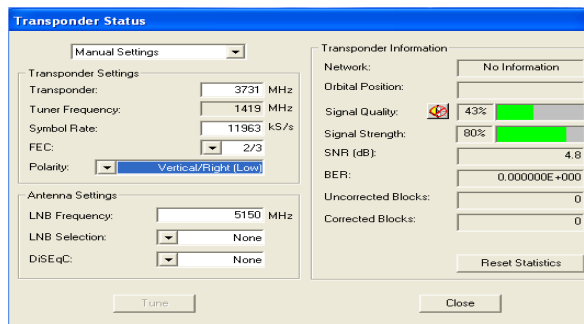 Transponder Status
Manual Settings
Transponder Settings
Transponder: 3731 MHz
Tuner Frequency: 1419 MHz
Symbol Rate: 11963 kS/s
FEC: 2/3
Polarity: Vertical/Right (Low)
Antenna Settings
LNB Frequency: 5150 MHz
LNB Selection: None
DiSEqC: None
Tune
Transponder Information
Network: No Information
Orbital Position:
Signal Quality: 43%
Signal Strength: 80%
SNR (dB): 4.8
BER: 0.000000E+000
Uncorrected Blocks: 0
Corrected Blocks: 0
Reset Statistics
Close